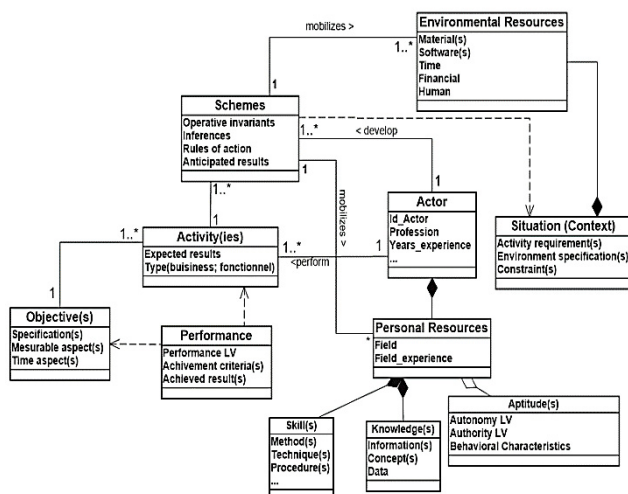 Environmental Resources
Material(s)
Software(s)
Time
Financial
Human
mobilizes >
1..*
1
Schemes
Operative invariants
Inferences
Rules of action
Anticipated results
1..*
< develop
1
1
1..*
1
mobilizes >
Actor
Id_Actor
Profession
Years_experience
...
Situation (Context)
Activity requirement(s)
Environment specification(s)
Constraint(s)
1..*
Activity(ies)
Expected results
Type(buisiness; fonctionnel)
1..*
1
<perform
1
Objective(s)
Specification(s)
Mesurable aspect(s)
Time aspect(s)
Performance
Performance LV
Achivement criteria(s)
Achieved result(s)
*
Personal Resources
Field
Field_experience
Skill(s)
Method(s)
Technique(s)
Procedure(s)
...
Knowledge(s)
Information(s)
Concept(s)
Data
Aptitude(s)
Autonomy LV
Authority LV
Behavioral Characteristics